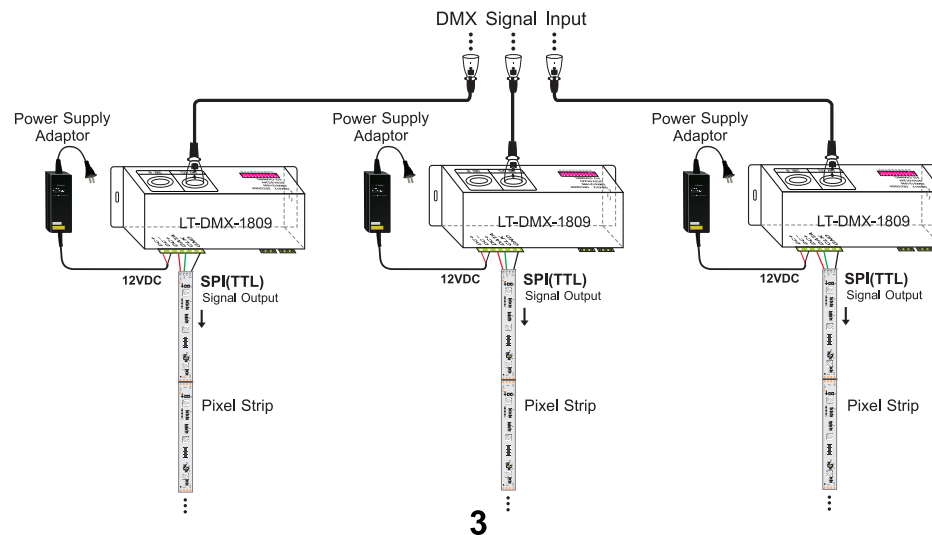 DMX Signal Input
Power Supply
Adaptor
Power Supply
Adaptor
Power Supply
Adaptor
LT-DMX-1809
LT-DMX-1809
LT-DMX-1809
12VDC
SPI(TTL)
Signal Output
12VDC
SPI(TTL)
Signal Output
12VDC
SPI(TTL)
Signal Output
Pixel Strip
Pixel Strip
Pixel Strip
3